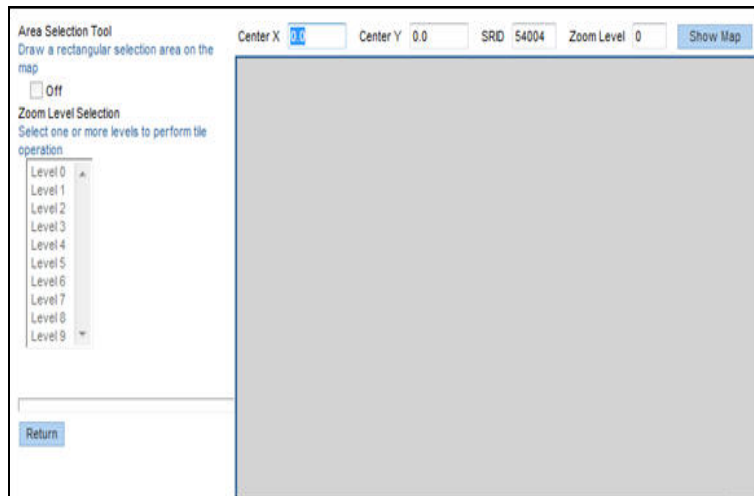 Area Selection Tool
Draw a rectangular selection area on the
map
Off
Zoom Level Selection
Select one or more levels to perform tile
operation
Level 0
Level 1
Level 2
Level 3
Level 4
Level 5
Level 6
Level 7
Level 8
Level 9
Return
Center X 0.0 Center Y 0.0 SRID 54004 Zoom Level 0 Show Map